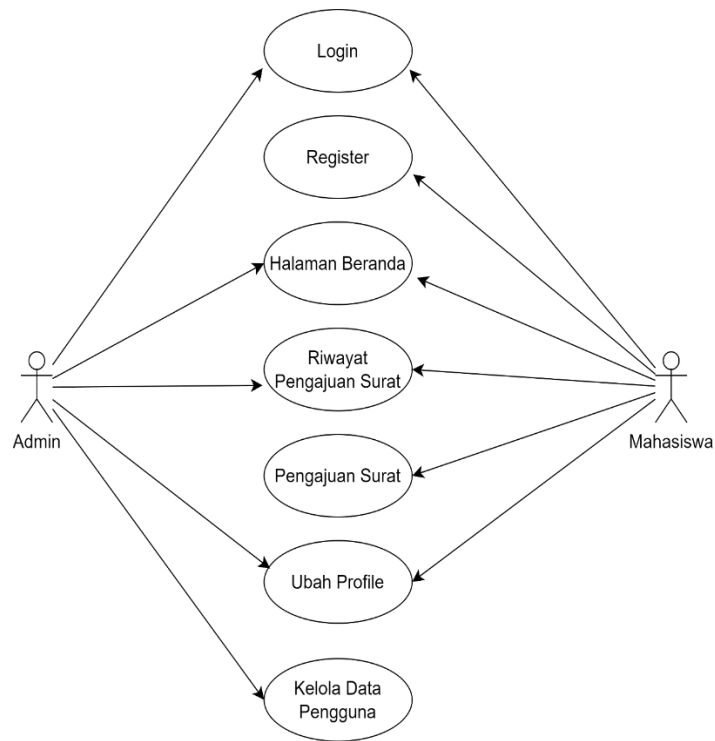 Login
Register
Halaman Beranda
Riwayat
Pengajuan Surat
Admin
Mahasiswa
Pengajuan Surat
Ubah Profile
Kelola Data
Pengguna